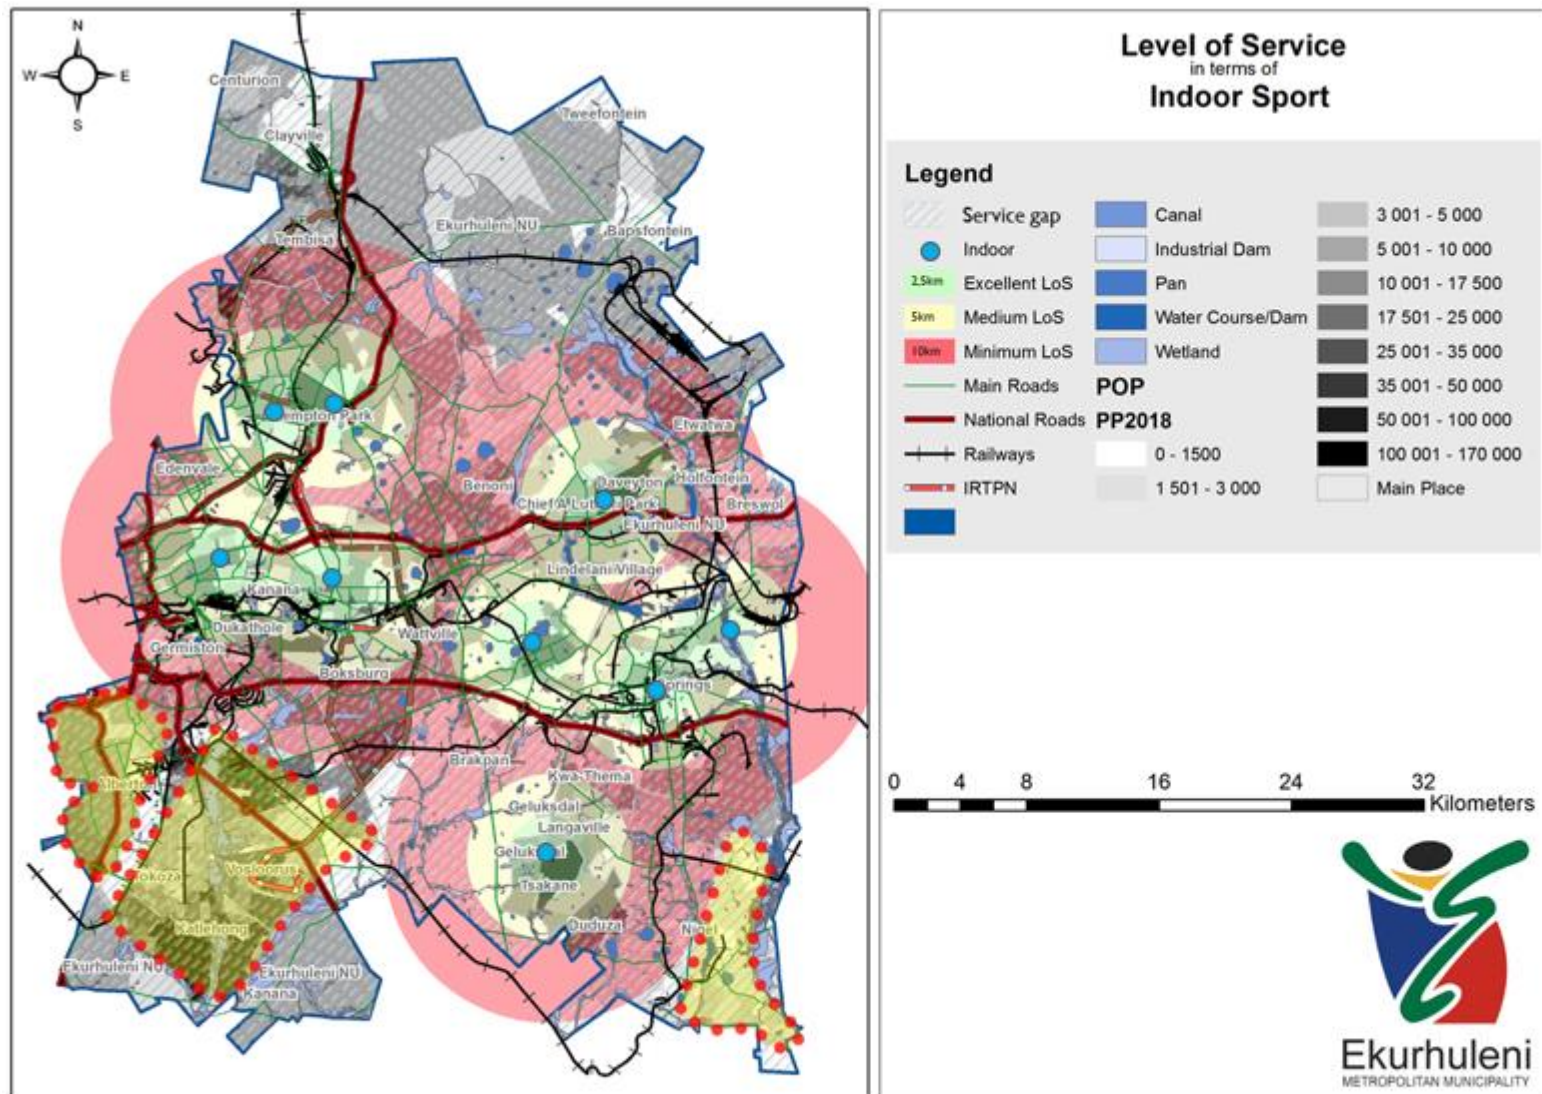 N
W
E
S
Centurion
Clayville
Tweefontein
Ekurhuleni NU
Bapsfontein
Tembisa
empton Park
Etwatwa
Edenvale
Benoni
Daveyton
Holfontein
Chief A Lut
i Park
Breswol
Ekurhuleni NU
Lindelani Village
Kanana
Dukathole
Wattville
Germiston
Boksburg
prings
Brakpan
Kwa-Thema
Geluksdal
Langaville
Geluk
Tsakane
Vosloorus
okoza
Katlehong
Duduza
Nigel
Ekurhuleni NU
Ekurhuleni NU
Kanana
Level of Service
in terms of
Indoor Sport
Legend
Service gap
Indoor
2,5km Excellent LoS
5km Medium LoS
10km Minimum LoS
Main Roads
National Roads
Railways
IRTPN
Canal
Industrial Dam
Pan
Water Course/Dam
Wetland
POP
PP2018
0 - 1500
1 501 - 3 000
3 001 - 5 000
5 001 - 10 000
10 001 - 17 500
17 501 - 25 000
25 001 - 35 000
35 001 - 50 000
50 001 - 100 000
100 001 - 170 000
Main Place
0 4 8 16 24 32
Kilometers
Ekurhuleni
METROPOLITAN MUNICIPALITY